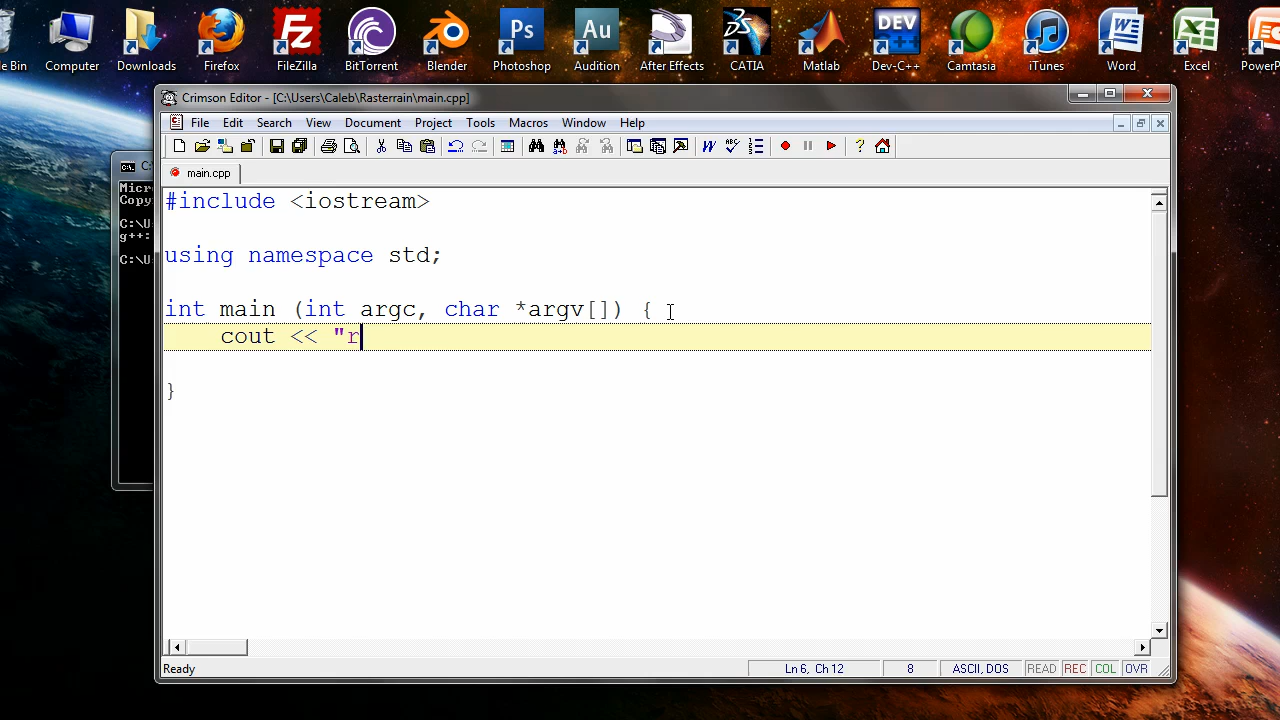 le Bin Computer Downloads Firefox FileZilla BitTorrent Blender Photoshop Audition After Effects CATIA Matlab Dev-C++ Camtasia iTunes Word Excel PowerP
Crimson Editor - [C:\Users\Caleb\Rasterrain\main.cpp]
File Edit Search View Document Project Tools Macros Window Help
main.cpp
#include <iostream>
using namespace std;
int main (int argc, char *argv[]) {
cout << "r
}
Micro
Copy
C:\U
g++:
C:\U
Ready Ln 6, Ch 12 8 ASCII, DOS READ REC COL OVR